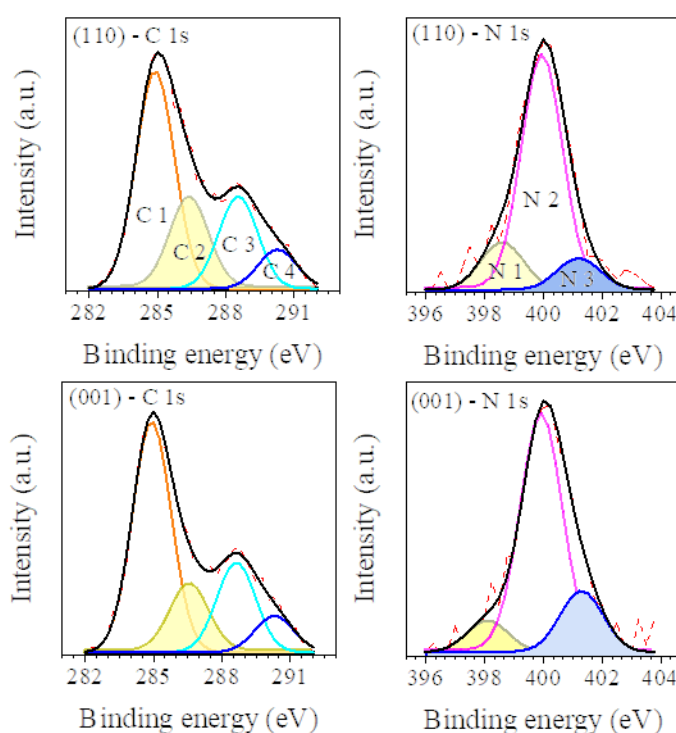 (110) - C 1s
Intensity (a.u.)
C 1
C 2
C 3
C 4
282 285 288 291
Binding energy (eV)
(110) - N 1s
Intensity (a.u.)
N 2
N 1
N 3
396 398 400 402 404
Binding energy (eV)
(001) - C 1s
Intensity (a.u.)
282 285 288 291
Binding energy (eV)
(001) - N 1s
Intensity (a.u.)
396 398 400 402 404
Binding energy (eV)